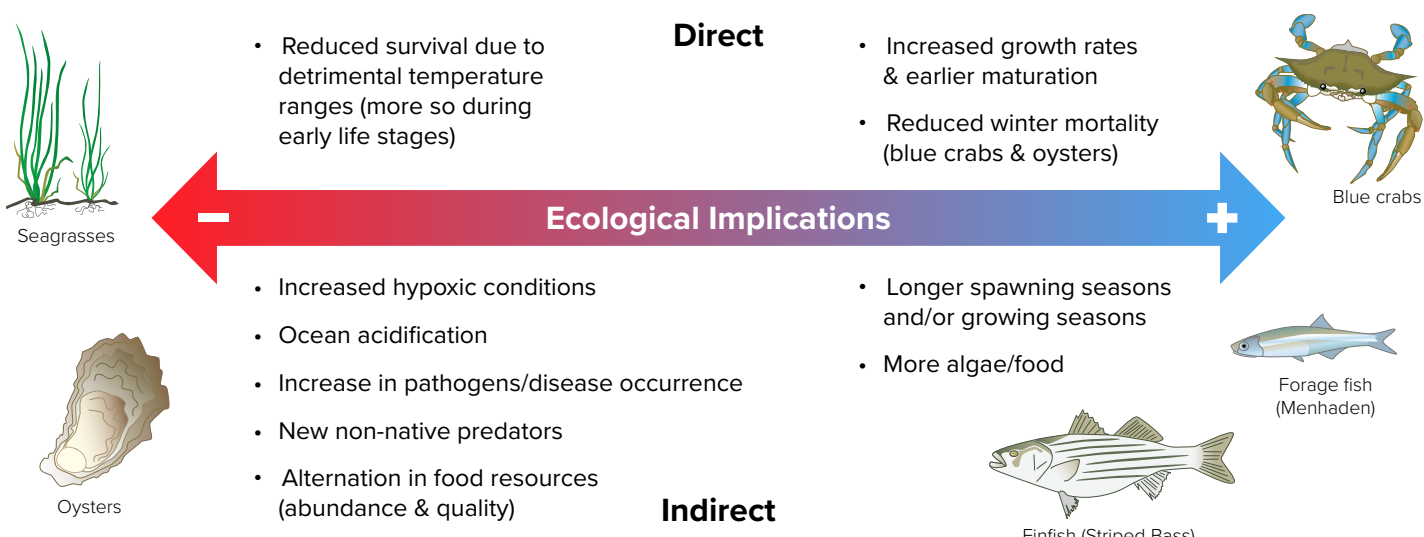 Direct
• Reduced survival due to
detrimental temperature
ranges (more so during
early life stages)
• Increased growth rates
& earlier maturation
• Reduced winter mortality
(blue crabs & oysters)
Seagrasses
Blue crabs
− Ecological Implications +
• Increased hypoxic conditions
• Ocean acidification
• Increase in pathogens/disease occurrence
• New non-native predators
• Alternation in food resources
(abundance & quality)
• Longer spawning seasons
and/or growing seasons
• More algae/food
Forage fish
(Menhaden)
Oysters
Indirect
Finfish (Striped Bass)